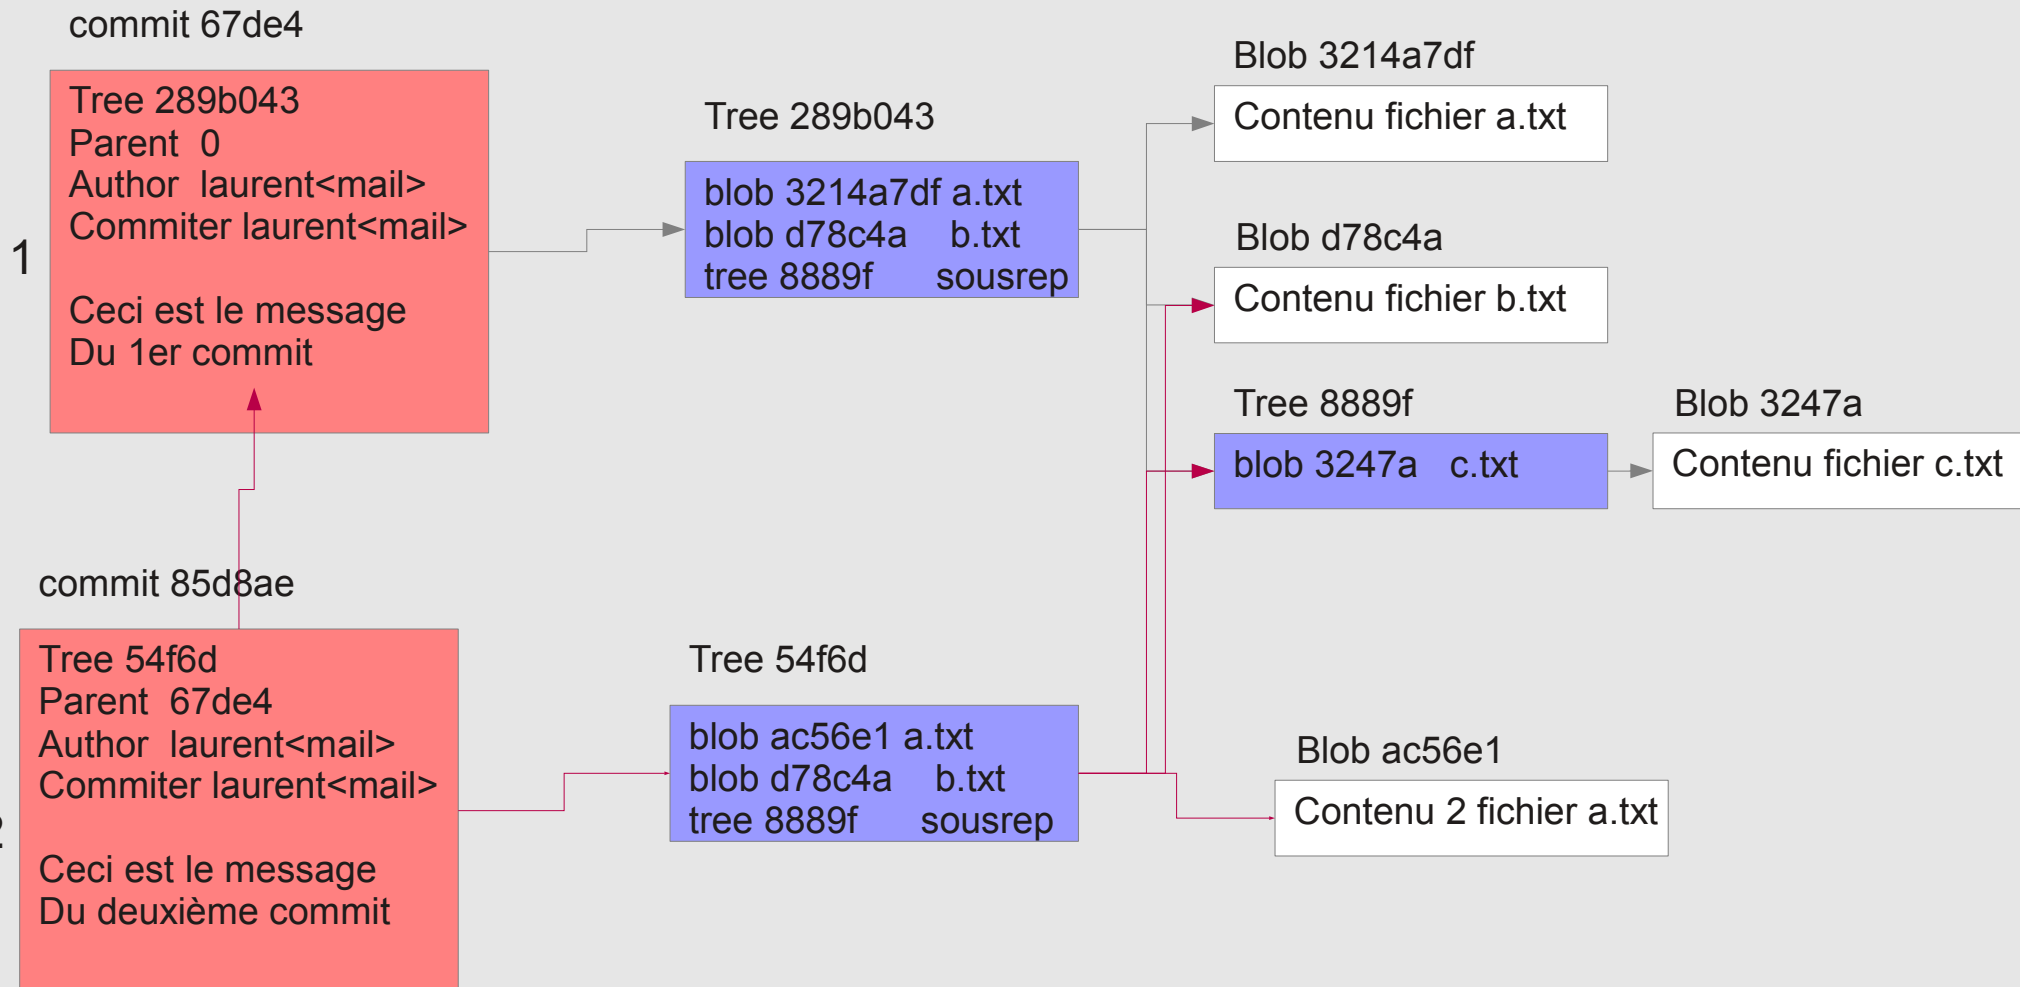 commit 67de4
Tree 289b043
Parent 0
Author laurent<mail>
Commiter laurent<mail>
Ceci est le message
Du 1er commit
1
Tree 289b043
blob 3214a7df a.txt
blob d78c4a b.txt
tree 8889f sousrep
Blob 3214a7df
Contenu fichier a.txt
Blob d78c4a
Contenu fichier b.txt
Tree 8889f
blob 3247a c.txt
Blob 3247a
Contenu fichier c.txt
commit 85d8ae
Tree 54f6d
Parent 67de4
Author laurent<mail>
Commiter laurent<mail>
Ceci est le message
Du deuxième commit
2
Tree 54f6d
blob ac56e1 a.txt
blob d78c4a b.txt
tree 8889f sousrep
Blob ac56e1
Contenu 2 fichier a.txt